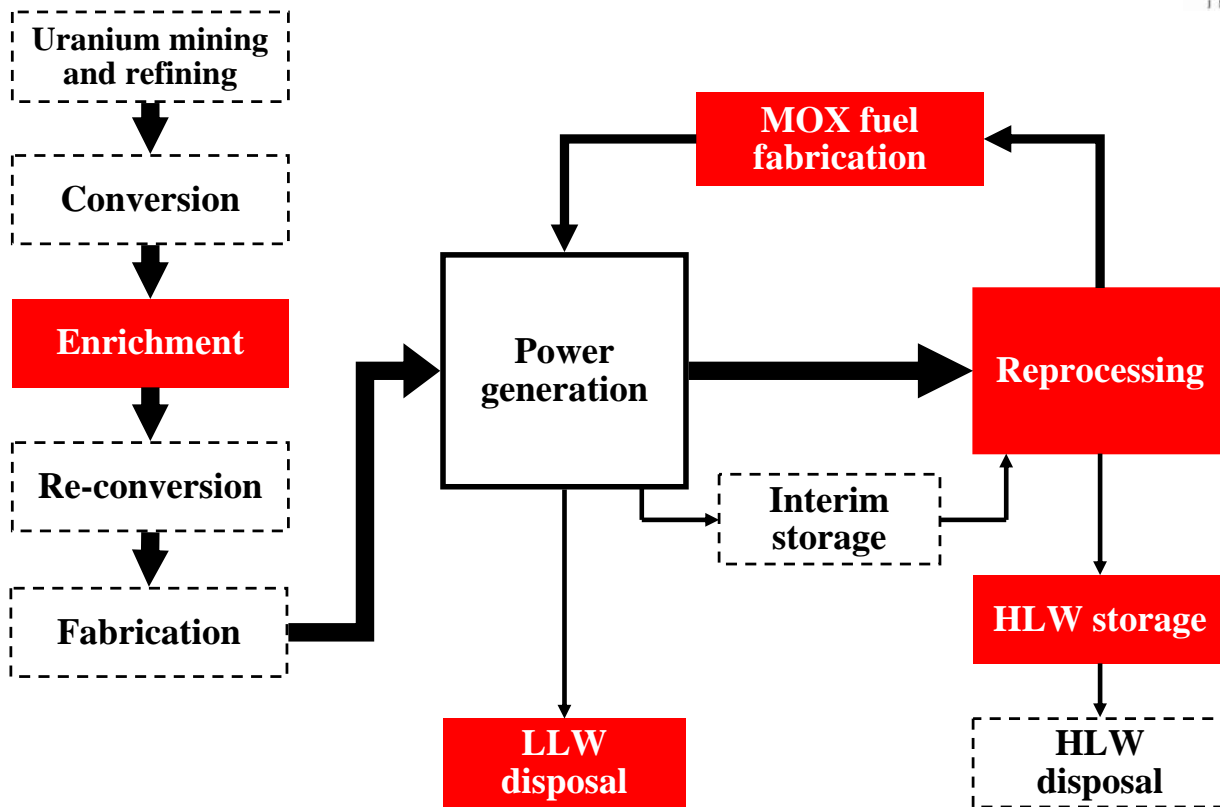 Uranium mining
and refining
Conversion
Enrichment
Re-conversion
Fabrication
MOX fuel
fabrication
Power
generation
Reprocessing
Interim
storage
HLW storage
LLW
disposal
HLW
disposal